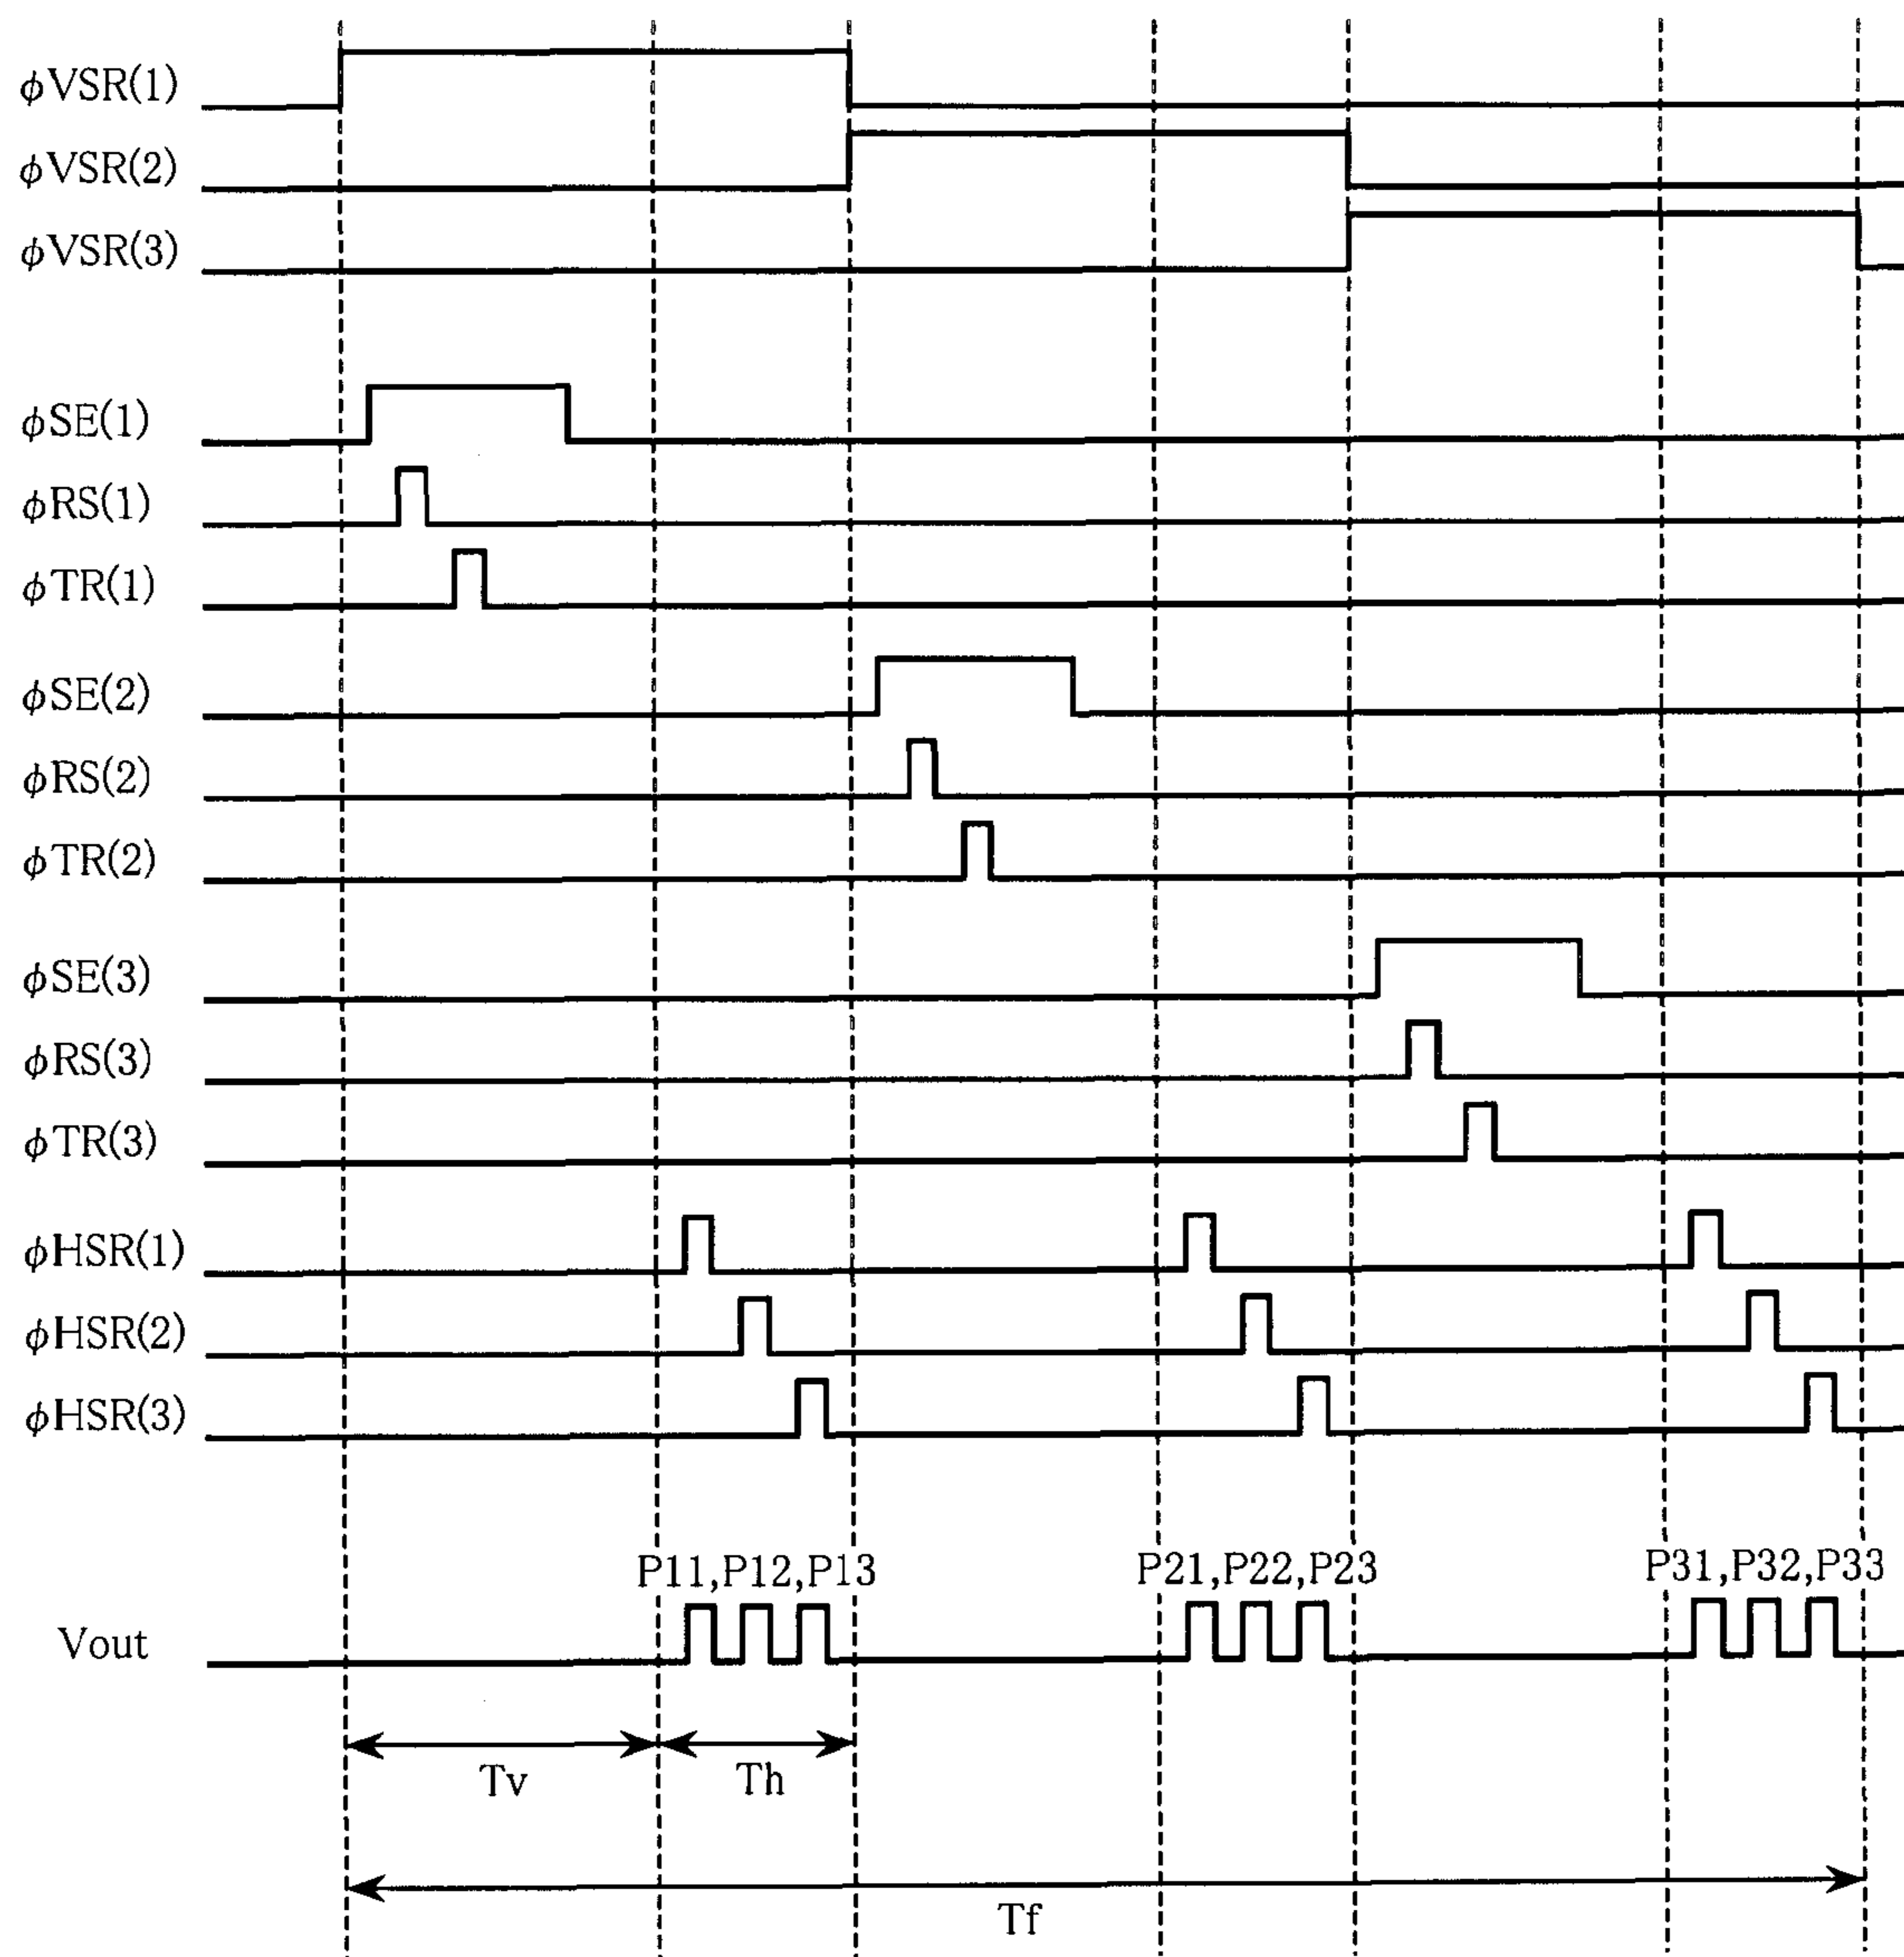 ϕVSR(1)
ϕVSR(2)
ϕVSR(3)
ϕSE(1)
ϕRS(1)
ϕTR(1)
ϕSE(2)
ϕRS(2)
ϕTR(2)
ϕSE(3)
ϕRS(3)
ϕTR(3)
ϕHSR(1)
ϕHSR(2)
ϕHSR(3)
P11,P12,P13 P21,P22,P23 P31,P32,P33
Vout
Tv Th
Tf